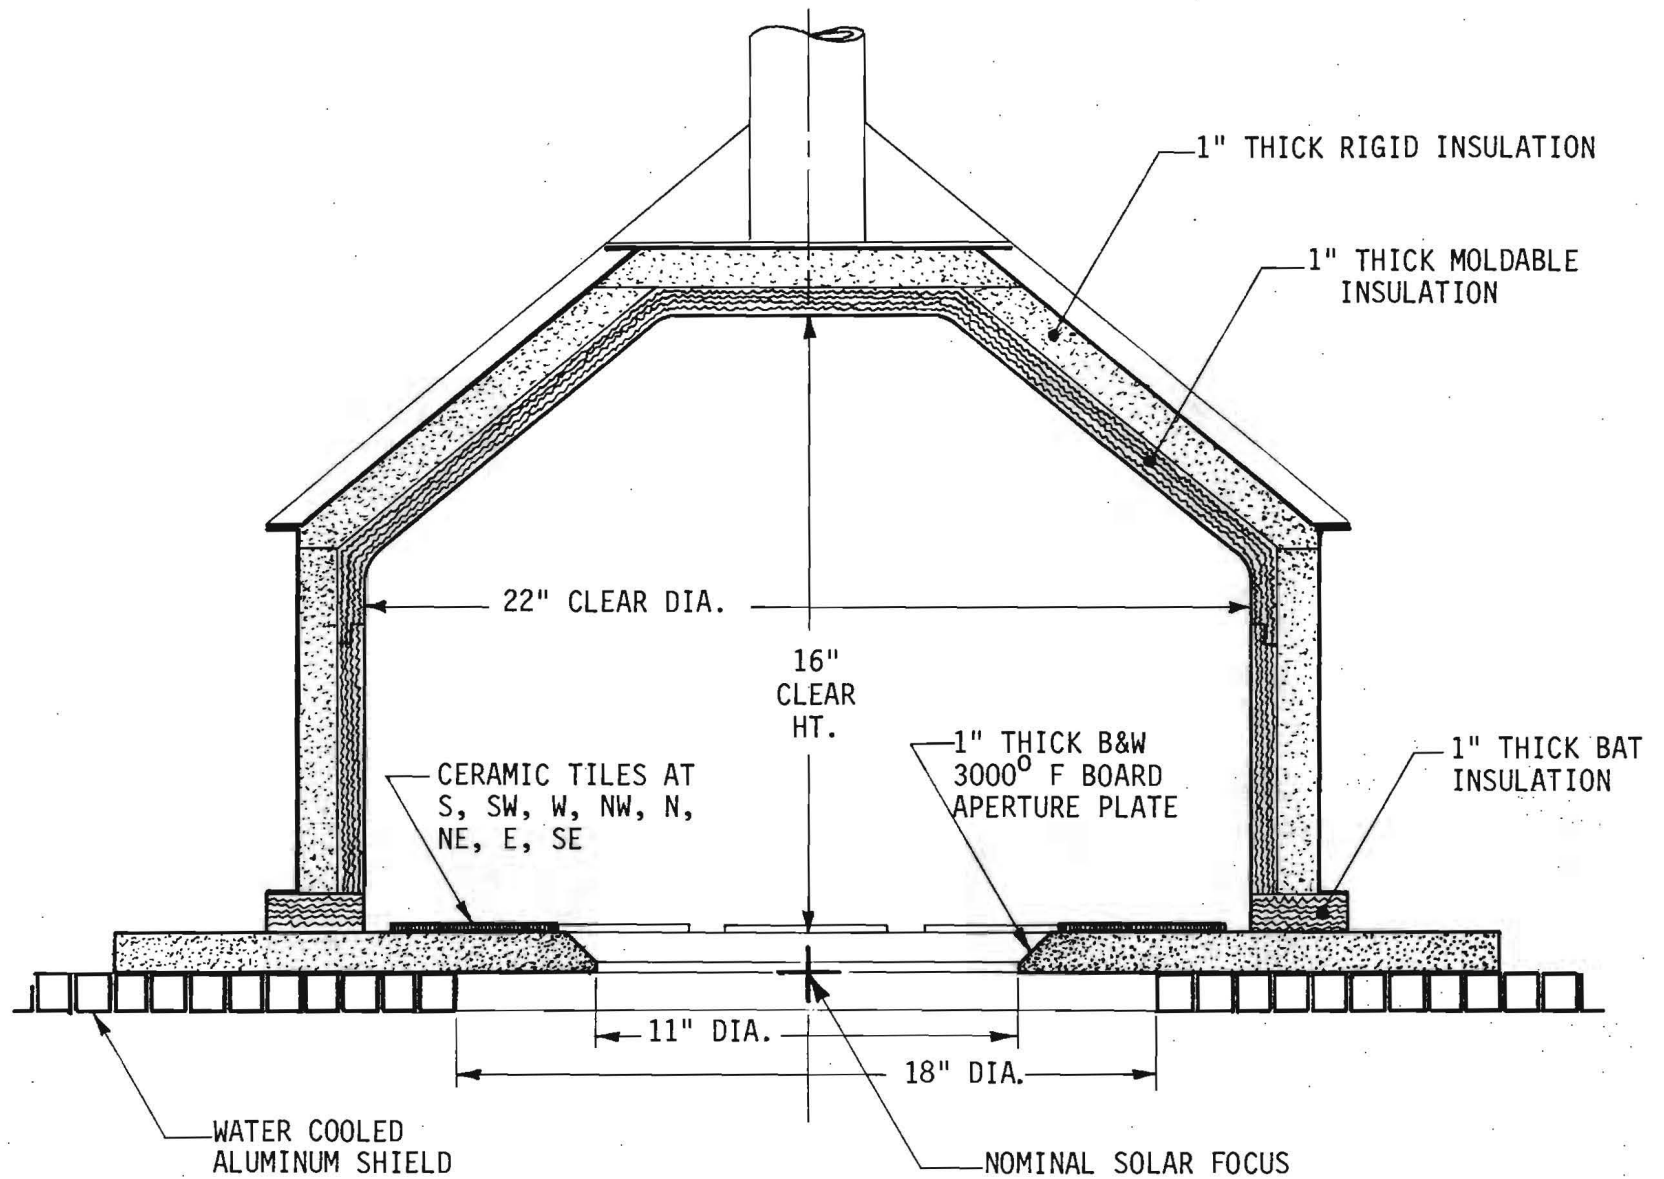 1" THICK RIGID INSULATION
1" THICK MOLDABLE
INSULATION
22" CLEAR DIA.
16"
CLEAR
HT.
CERAMIC TILES AT
S, SW, W, NW, N,
NE, E, SE
1" THICK B&W
3000° F BOARD
APERTURE PLATE
1" THICK BAT
INSULATION
11" DIA.
18" DIA.
WATER COOLED
ALUMINUM SHIELD
NOMINAL SOLAR FOCUS